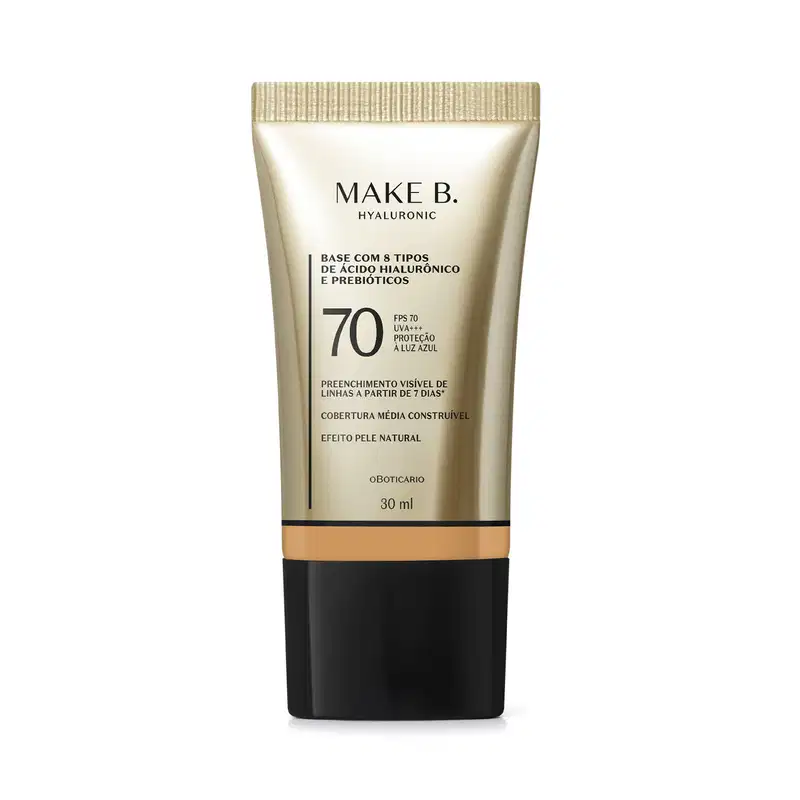 MAKE B.
HYALURONIC
BASE COM 8 TIPOS
DE ÁCIDO HIALURÔNICO
E PREBIÓTICOS
70
FPS 70
UVA+++
PROTEÇÃO
À LUZ AZUL
PREENCHIMENTO VISÍVEL DE
LINHAS A PARTIR DE 7 DIAS*
COBERTURA MÉDIA CONSTRUÍVEL
EFEITO PELE NATURAL
oBOTICARIO
30 ml